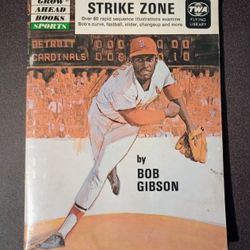 GROW
AHEAD
BOOKS
SPORTS
STRIKE ZONE
Over 60 rapid sequence illustrations examine
Bob's curve, fastball, slider, changeup and more
TWA
FLYING
LIBRARY
DETROIT
CARDINALS
by
BOB
GIBSON